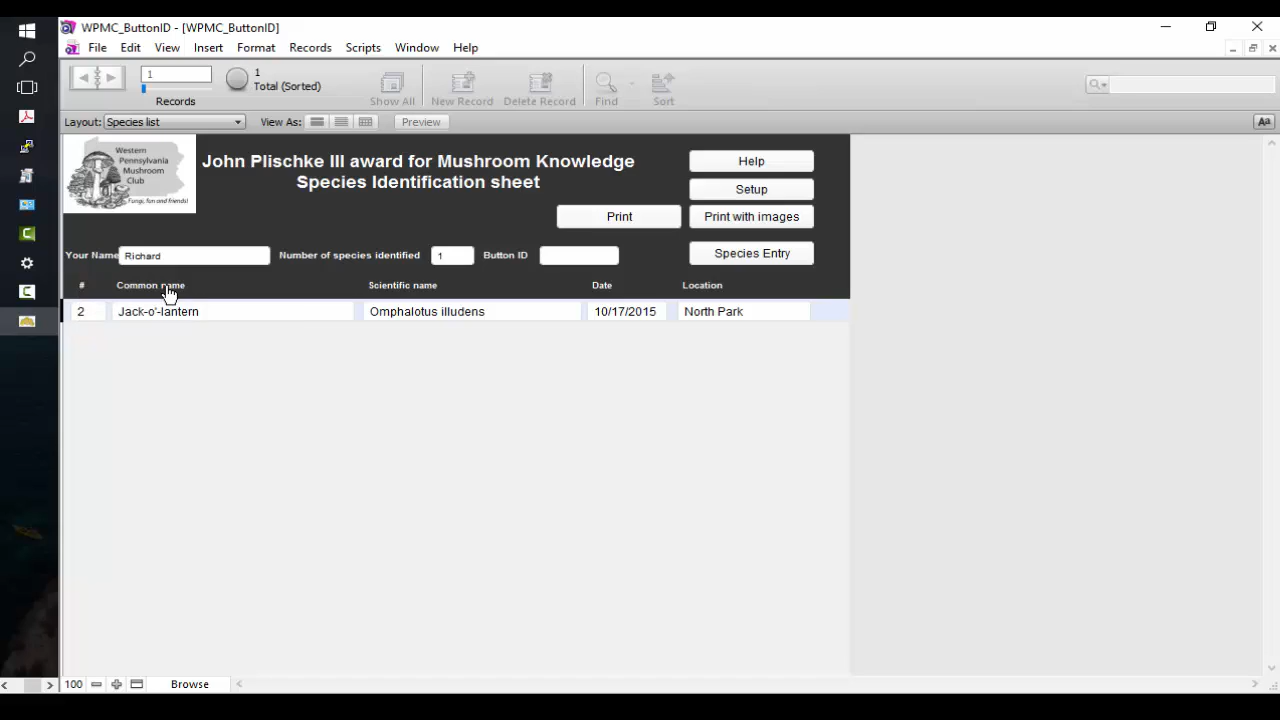 WPMC_ButtonID - [WPMC_ButtonID]
File Edit View Insert Format Records Scripts Window Help
1
1
Total (Sorted)
Records
Show All New Record Delete Record Find Sort
Layout: Species list View As: Preview Aa
Western
Pennsylvania
Mushroom
Club
Fungi, fun and friends!
John Plischke III award for Mushroom Knowledge
Species Identification sheet
Help
Setup
Print Print with images
Your Name Richard Number of species identified 1 Button ID Species Entry
# Common name Scientific name Date Location
2 Jack-o'-lantern Omphalotus illudens 10/17/2015 North Park
100 Browse